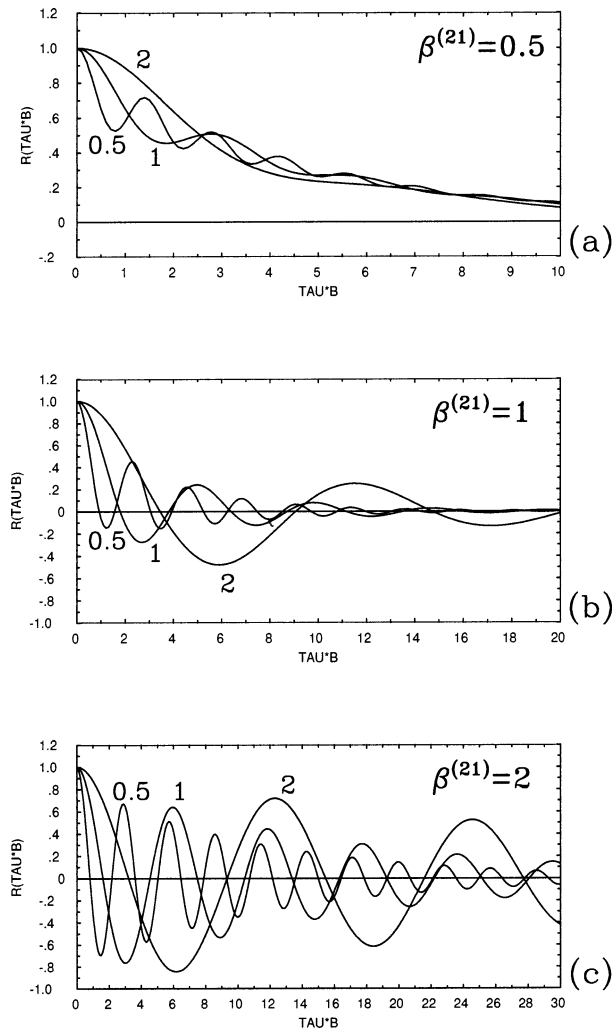 1.2
1.0
.8
.6
.4
.2
0
-.2
R(TAU*B)
β(21)=0.5
2
0.5
1
0 1 2 3 4 5 6 7 8 9 10
TAU*B
(a)
1.2
1.0
.8
.6
.4
.2
0
-.2
-.4
-.6
-.8
-1.0
R(TAU*B)
β(21)=1
0.5
1
2
0 2 4 6 8 10 12 14 16 18 20
TAU*B
(b)
1.2
1.0
.8
.6
.4
.2
0
-.2
-.4
-.6
-.8
-1.0
R(TAU*B)
β(21)=2
0.5
1
2
0 2 4 6 8 10 12 14 16 18 20 22 24 26 28 30
TAU*B
(c)